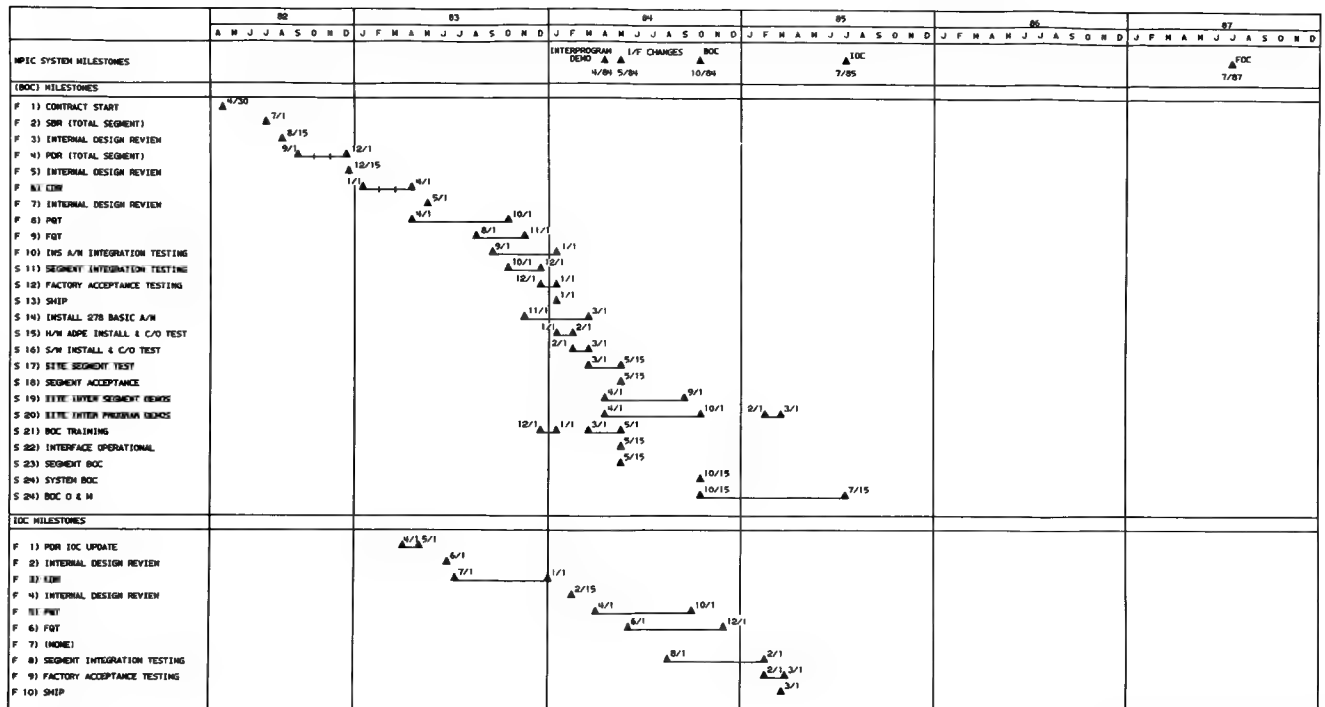 82 83 84 85 86 87
A M J J A S O N D J F M A M J J A S O N D J F M A M J J A S O N D J F M A M J J A S O N D J F M A M J J A S O N D J F M A M J J A S O N D
NPIC SYSTEM MILESTONES INTERPROGRAM DEMO 4/84 I/F CHANGES 5/84 BOC 10/84 IOC 7/85 FOC 7/87
(BOC) MILESTONES
F 1) CONTRACT START 4/30
F 2) SBR (TOTAL SEGMENT) 7/1
F 3) INTERNAL DESIGN REVIEW 8/15
F 4) PDR (TOTAL SEGMENT) 9/1 12/1
F 5) INTERNAL DESIGN REVIEW 12/15
F 1/1 4/1
F 7) INTERNAL DESIGN REVIEW 5/1
F 8) PQT 4/1 10/1
F 9) FQT 8/1 11/1
F 10) INS A/N INTEGRATION TESTING 9/1 1/1
S 11) SEGMENT INTEGRATION TESTING 10/1 12/1
S 12) FACTORY ACCEPTANCE TESTING 12/1 1/1
S 13) SHIP 1/1
S 14) INSTALL 278 BASIC A/N 11/1 3/1
S 15) H/W ADPE INSTALL & C/O TEST 1/1 2/1
S 16) S/W INSTALL & C/O TEST 2/1 3/1
S 17) SITE SEGMENT TEST 3/1 5/15
S 18) SEGMENT ACCEPTANCE 5/15
S 19) SITE INTER SEGMENT DEMOS 4/1 9/1
S 20) SITE INTER PROGRAM DEMOS 4/1 10/1 2/1 3/1
S 21) BOC TRAINING 12/1 1/1 3/1 5/1
S 22) INTERFACE OPERATIONAL 5/15
S 23) SEGMENT BOC 5/15
S 24) SYSTEM BOC 10/15
S 24) BOC O & M 10/15 7/15
IOC MILESTONES
F 1) PDR IOC UPDATE 4/1 5/1
F 2) INTERNAL DESIGN REVIEW 6/1
F 7/1 1/1
F 4) INTERNAL DESIGN REVIEW 2/15
F 4/1 10/1
F 6) FQT 6/1 12/1
F 7) (NONE)
F 8) SEGMENT INTEGRATION TESTING 8/1 2/1
F 9) FACTORY ACCEPTANCE TESTING 2/1 3/1
F 10) SHIP 3/1